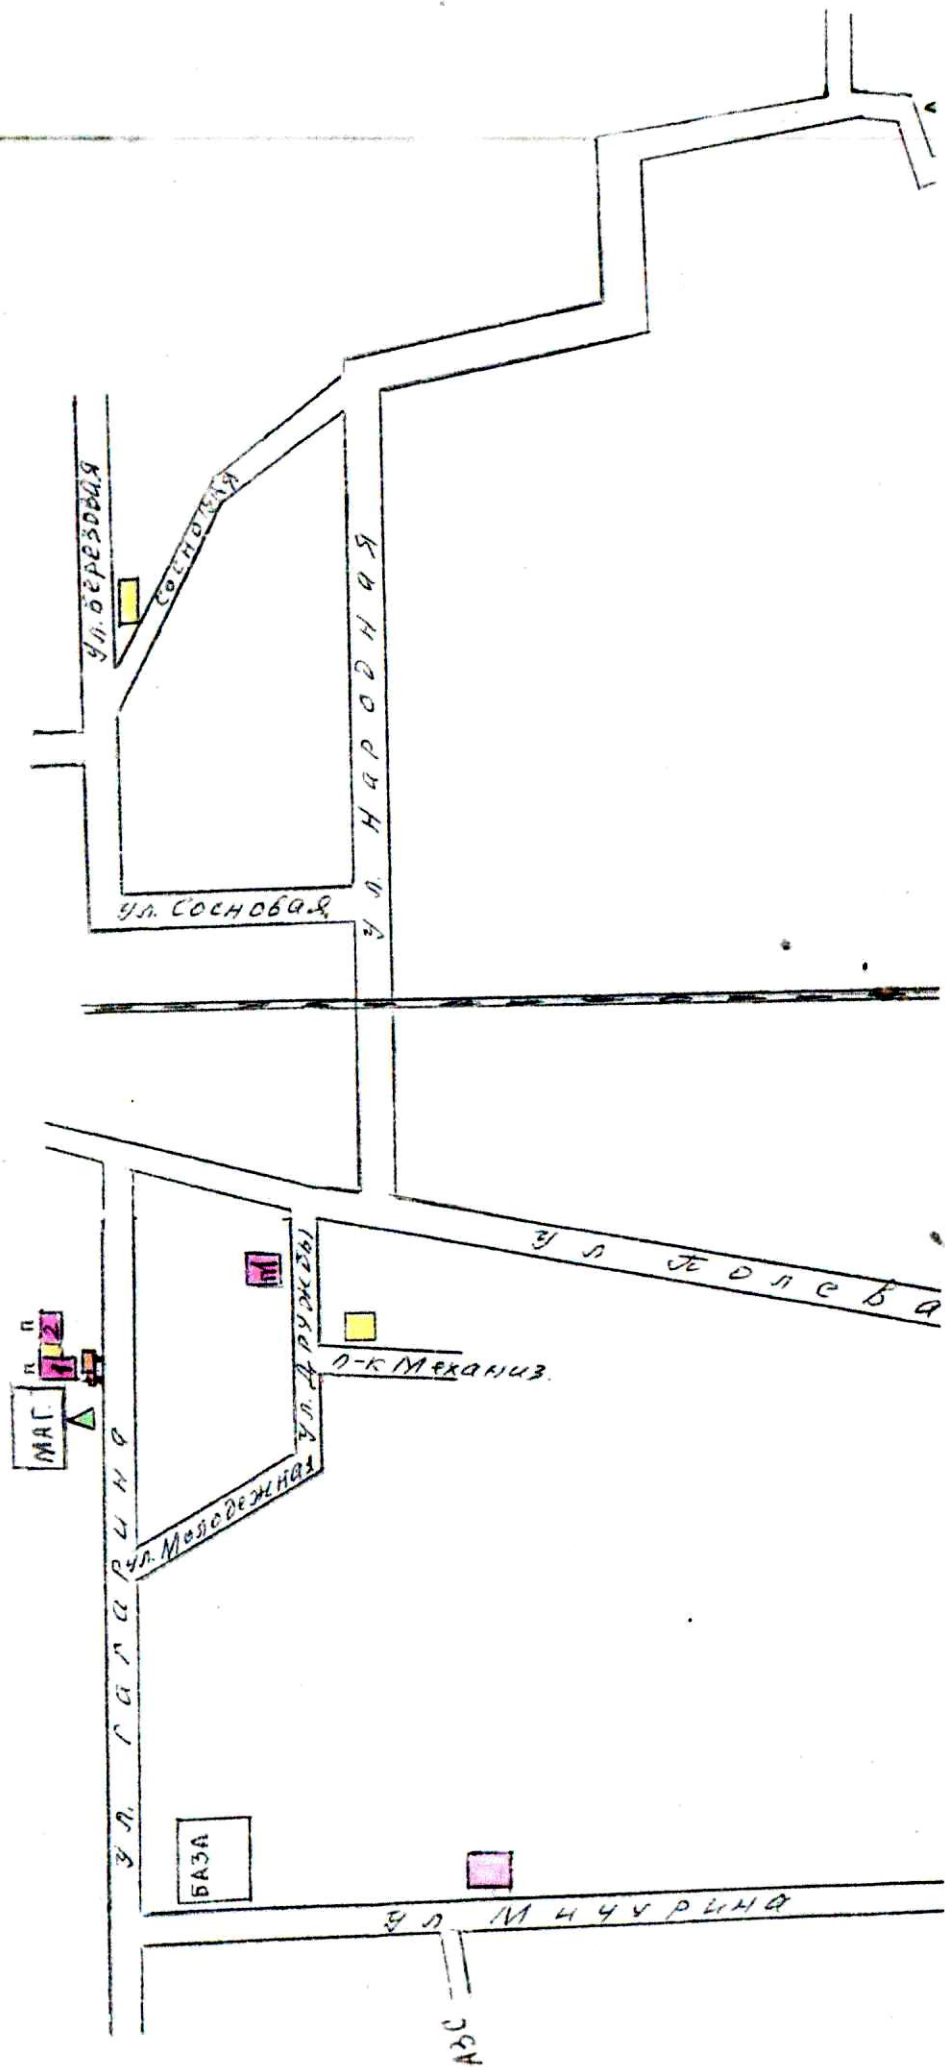 ул. Березовая
Сосновая
ул. Народная
ул. Сосновая
ул Полева
ул. Дружбы
п-к Механиз.
П
П
2
1
М
МАГ.
ул. Гагарина
ул. Молодежная
БАЗА
ул Мичурина
АЗС